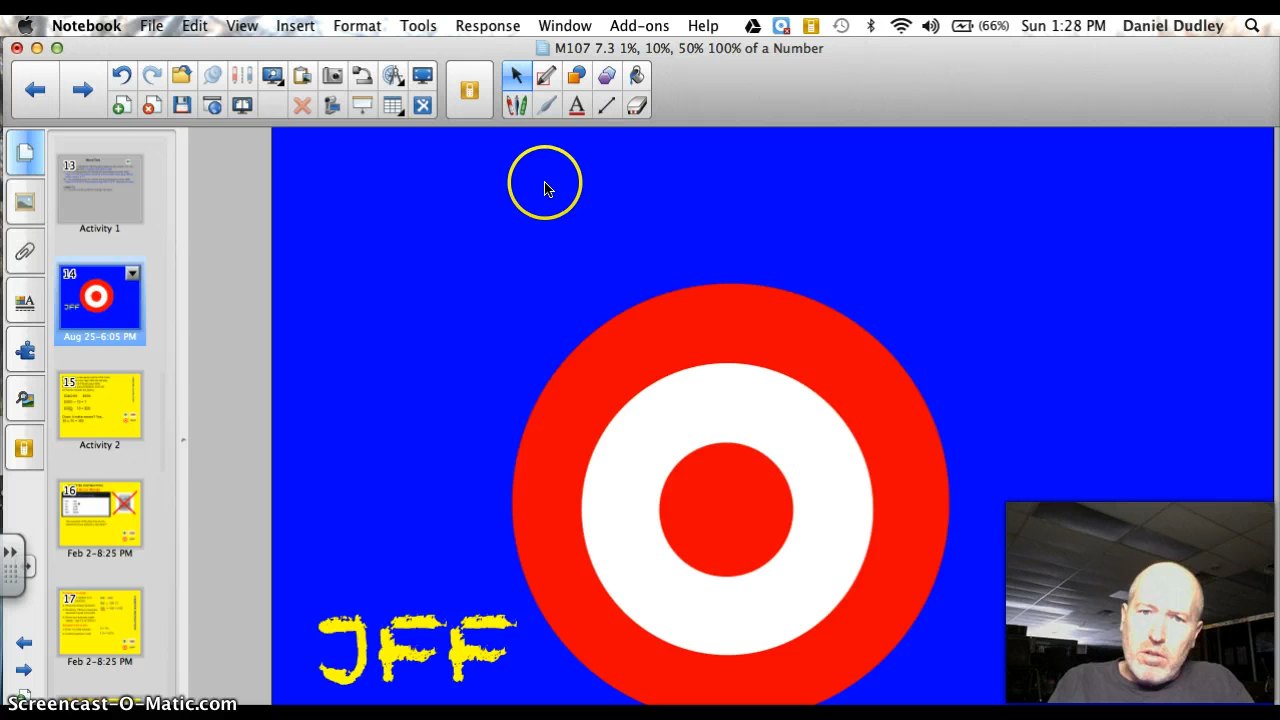 Notebook File Edit View Insert Format Tools Response Window Add-ons Help (66%) Sun 1:28 PM Daniel Dudley
M107 7.3 1%, 10%, 50% 100% of a Number
13
Activity 1
14
JFF
Aug 25-6:05 PM
15
Activity 2
16
Feb 2-8:25 PM
17
Feb 2-8:25 PM
JFF
Screencast-O-Matic.com